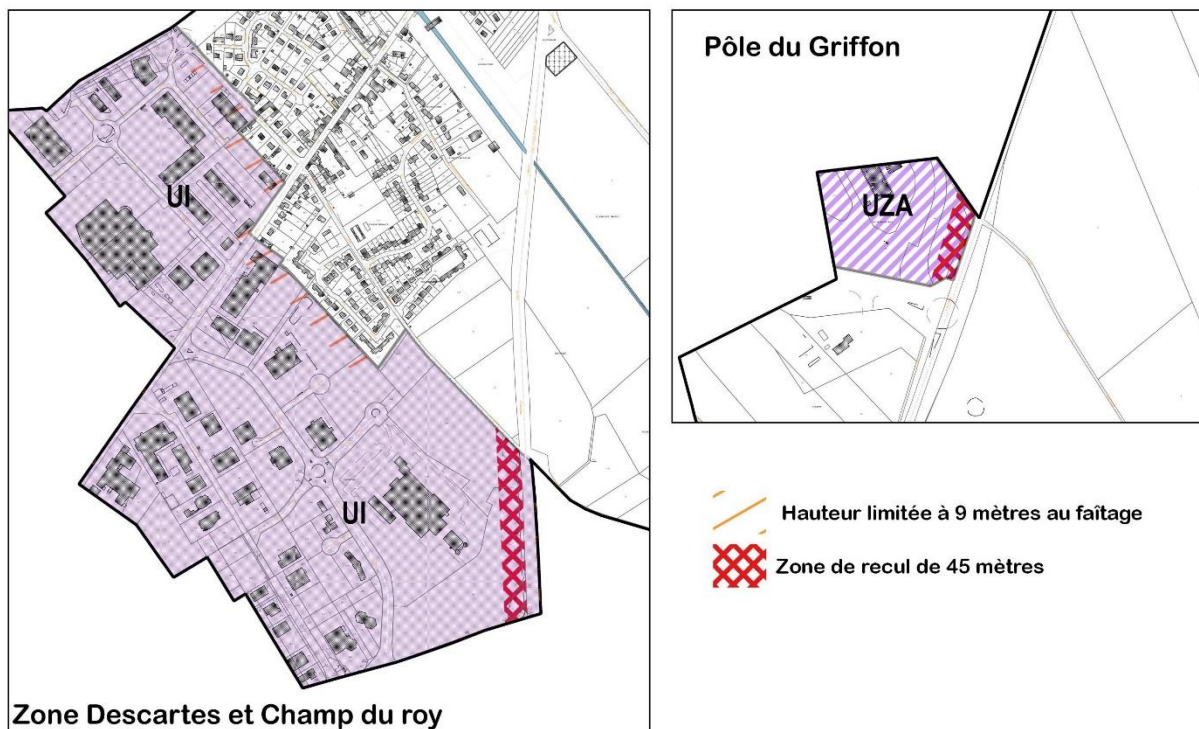 Pôle du Griffon
UI
UZA
UI
Hauteur limitée à 9 mètres au faîtage
Zone de recul de 45 mètres
Zone Descartes et Champ du roy